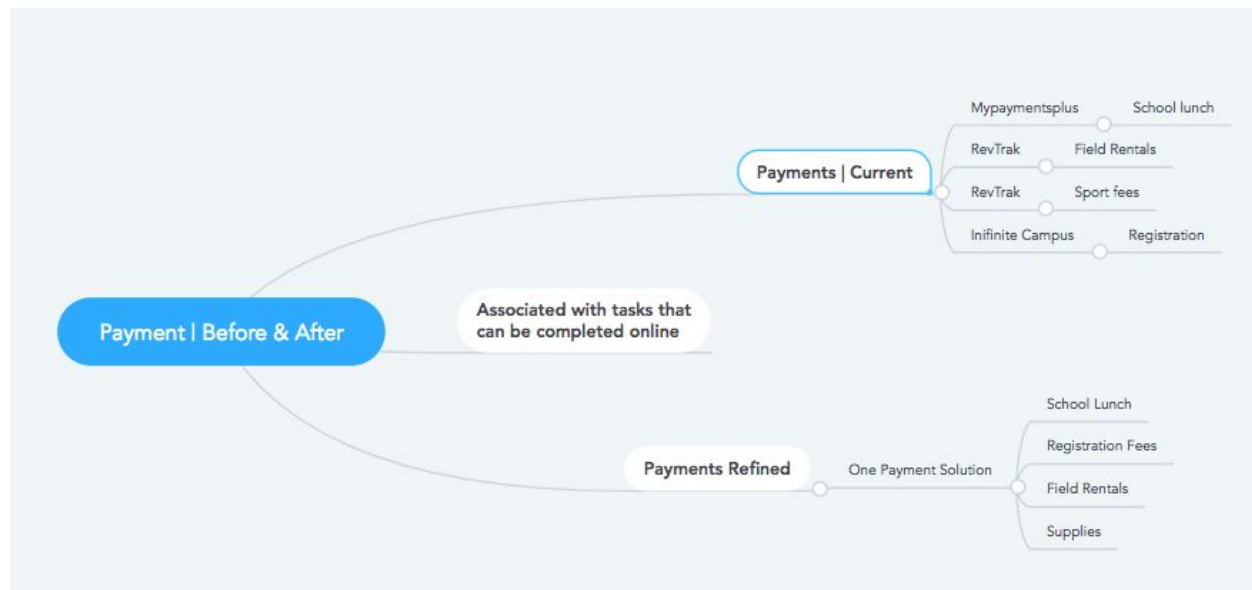 Mypaymentsplus School lunch
RevTrak Field Rentals
Payments | Current
RevTrak Sport fees
Inifinite Campus Registration
Associated with tasks that
can be completed online
Payment | Before & After
School Lunch
Registration Fees
Payments Refined One Payment Solution
Field Rentals
Supplies